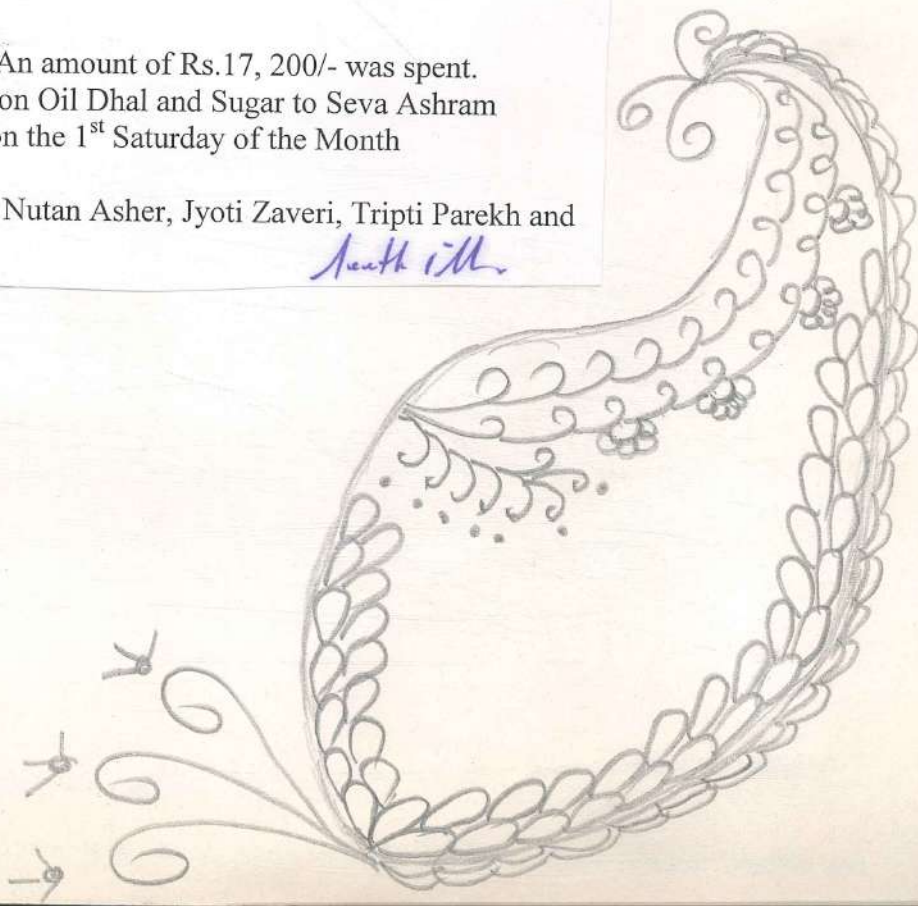 An amount of Rs.17, 200/- was spent.
on Oil Dhal and Sugar to Seva Ashram
on the 1st Saturday of the Month
Nutan Asher, Jyoti Zaveri, Tripti Parekh and